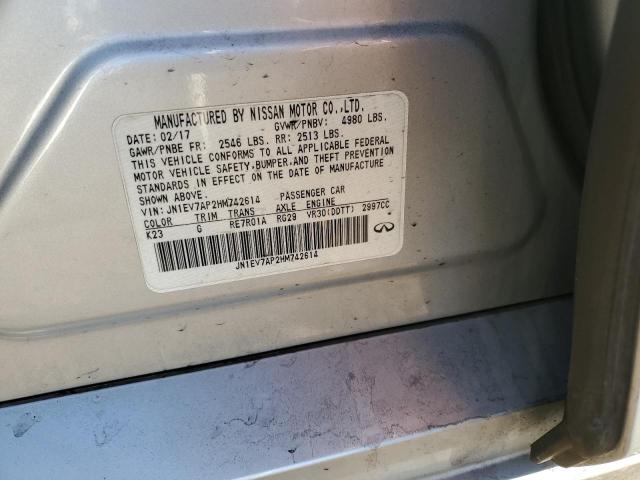 MANUFACTURED BY NISSAN MOTOR CO.,LTD.
DATE: 02/17 GVWR/PNBV: 4980 LBS.
GAWR/PNBE FR: 2546 LBS. RR: 2513 LBS.
THIS VEHICLE CONFORMS TO ALL APPLICABLE FEDERAL
MOTOR VEHICLE SAFETY,BUMPER,AND THEFT PREVENTION
STANDARDS IN EFFECT ON THE DATE OF MANUFACTURE
SHOWN ABOVE.
VIN: JN1EV7AP2HM742614 PASSENGER CAR
COLOR TRIM TRANS AXLE ENGINE
K23 G RE7R01A RG29 VR30(DDTT) 2997CC
JN1EV7AP2HM742614